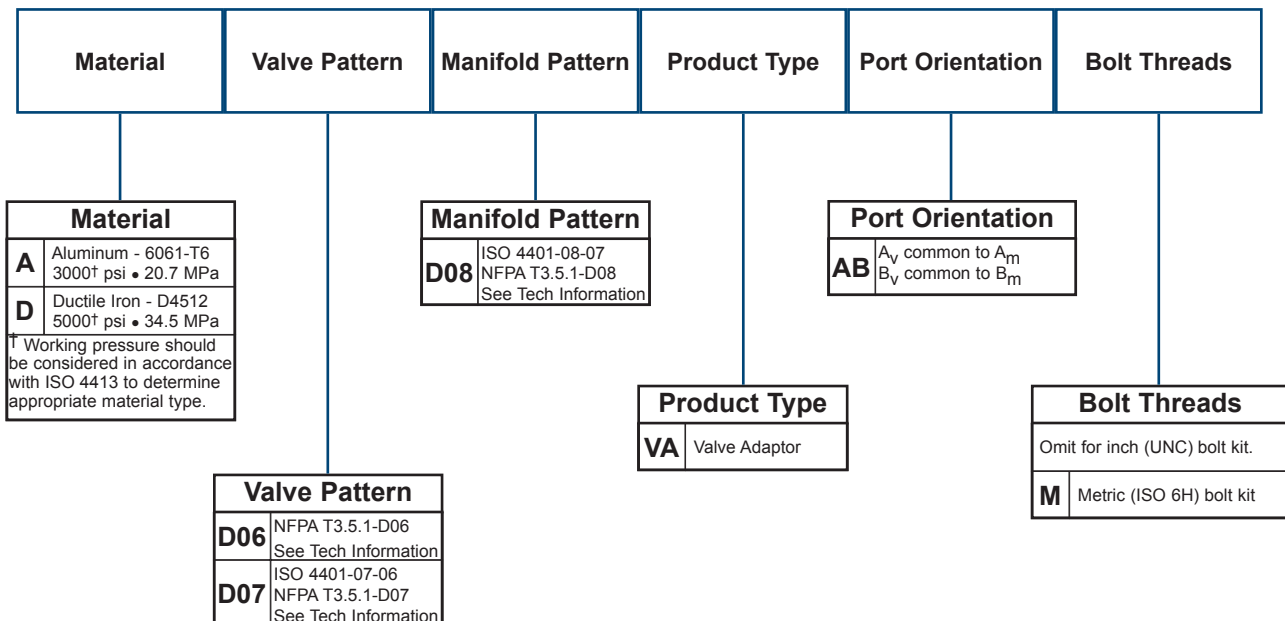 Material
Valve Pattern
Manifold Pattern
Product Type
Port Orientation
Bolt Threads
Material
A
Aluminum - 6061-T6
3000† psi • 20.7 MPa
D
Ductile Iron - D4512
5000† psi • 34.5 MPa
† Working pressure should
be considered in accordance
with ISO 4413 to determine
appropriate material type.
Manifold Pattern
D08
ISO 4401-08-07
NFPA T3.5.1-D08
See Tech Information
Port Orientation
AB
Av common to Am
Bv common to Bm
Product Type
VA
Valve Adaptor
Bolt Threads
Omit for inch (UNC) bolt kit.
M
Metric (ISO 6H) bolt kit
Valve Pattern
D06
NFPA T3.5.1-D06
See Tech Information
D07
ISO 4401-07-06
NFPA T3.5.1-D07
See Tech Information